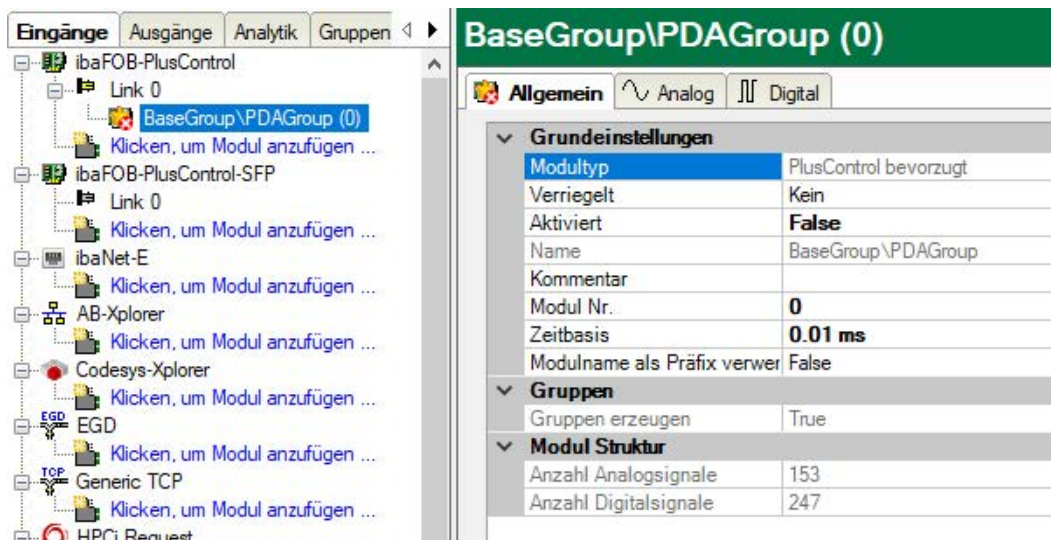 Eingänge Ausgänge Analytik Gruppen
ibaFOB-PlusControl
Link 0
BaseGroup\PDAGroup (0)
Klicken, um Modul anzufügen ...
ibaFOB-PlusControl-SFP
Link 0
Klicken, um Modul anzufügen ...
ibaNet-E
Klicken, um Modul anzufügen ...
AB-Xplorer
Klicken, um Modul anzufügen ...
Codesys-Xplorer
Klicken, um Modul anzufügen ...
EGD EGD
Klicken, um Modul anzufügen ...
TCP Generic TCP
Klicken, um Modul anzufügen ...
HPCi Request
BaseGroup\PDAGroup (0)
Allgemein Analog Digital
Grundeinstellungen
Modultyp PlusControl bevorzugt
Verriegelt Kein
Aktiviert False
Name BaseGroup\PDAGroup
Kommentar
Modul Nr. 0
Zeitbasis 0.01 ms
Modulname als Präfix verwer False
Gruppen
Gruppen erzeugen True
Modul Struktur
Anzahl Analogsignale 153
Anzahl Digitalsignale 247